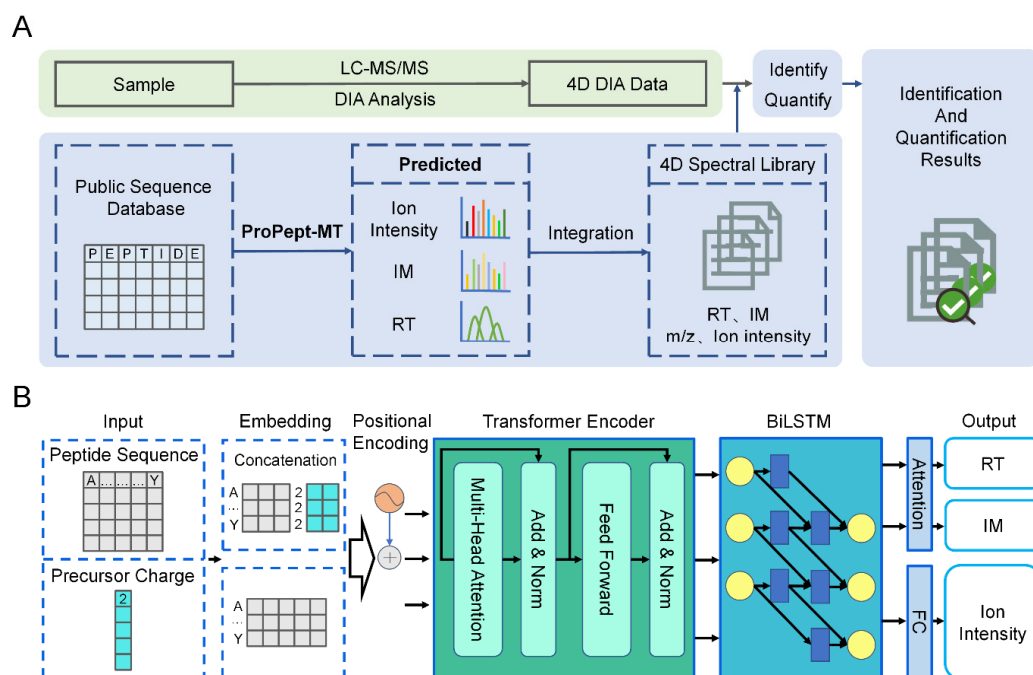 A
Sample
LC-MS/MS
DIA Analysis
4D DIA Data
Identify
Quantify
Identification
And
Quantification
Results
Public Sequence
Database
P E P T I D E
ProPept-MT
Predicted
Ion
Intensity
IM
RT
Integration
4D Spectral Library
RT、IM
m/z、Ion intensity
B
Input
Embedding
Positional
Encoding
Transformer Encoder
BiLSTM
Output
Peptide Sequence
A ... ... ... Y
Precursor Charge
2
Concatenation
A
...
Y
2
2
2
A
...
Y
Multi-Head Attention
Add & Norm
Feed Forward
Add & Norm
Attention
FC
RT
IM
Ion
Intensity